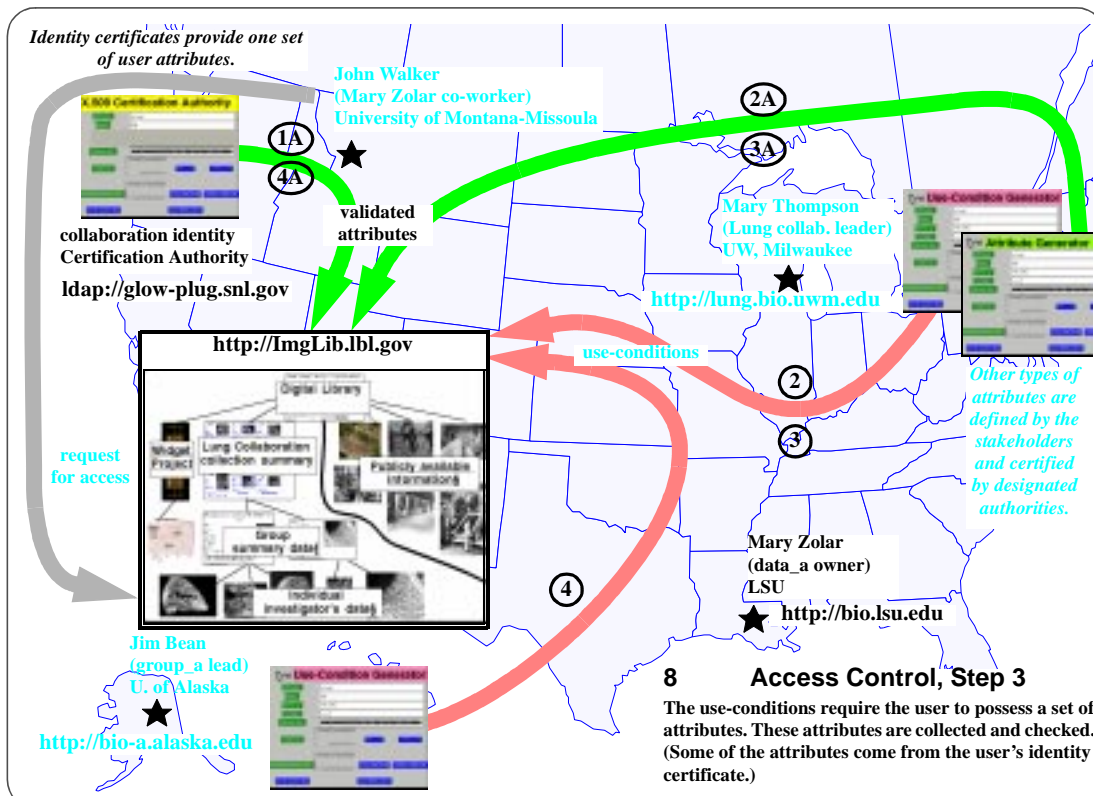 Identity certificates provide one set
of user attributes.
X.509 Certification Authority
John Walker
(Mary Zolar co-worker)
University of Montana-Missoula
1A
4A
2A
3A
validated
attributes
collaboration identity
Certification Authority
ldap://glow-plug.snl.gov
Mary Thompson
(Lung collab. leader)
UW, Milwaukee
http://lung.bio.uwm.edu
Use-Condition Generator
Attribute Generator
http://ImgLib.lbl.gov
use-conditions
2
3
Other types of
attributes are
defined by the
stakeholders
and certified
by designated
authorities.
Digital Library
Widget
Project
Lung Collaboration
collection summary
Publicly available
information
Group
summary data
Individual
investigator's data
request
for access
4
Mary Zolar
(data_a owner)
LSU
http://bio.lsu.edu
Jim Bean
(group_a lead)
U. of Alaska
http://bio-a.alaska.edu
Use-Condition Generator
8 Access Control, Step 3
The use-conditions require the user to possess a set of
attributes. These attributes are collected and checked.
(Some of the attributes come from the user's identity
certificate.)